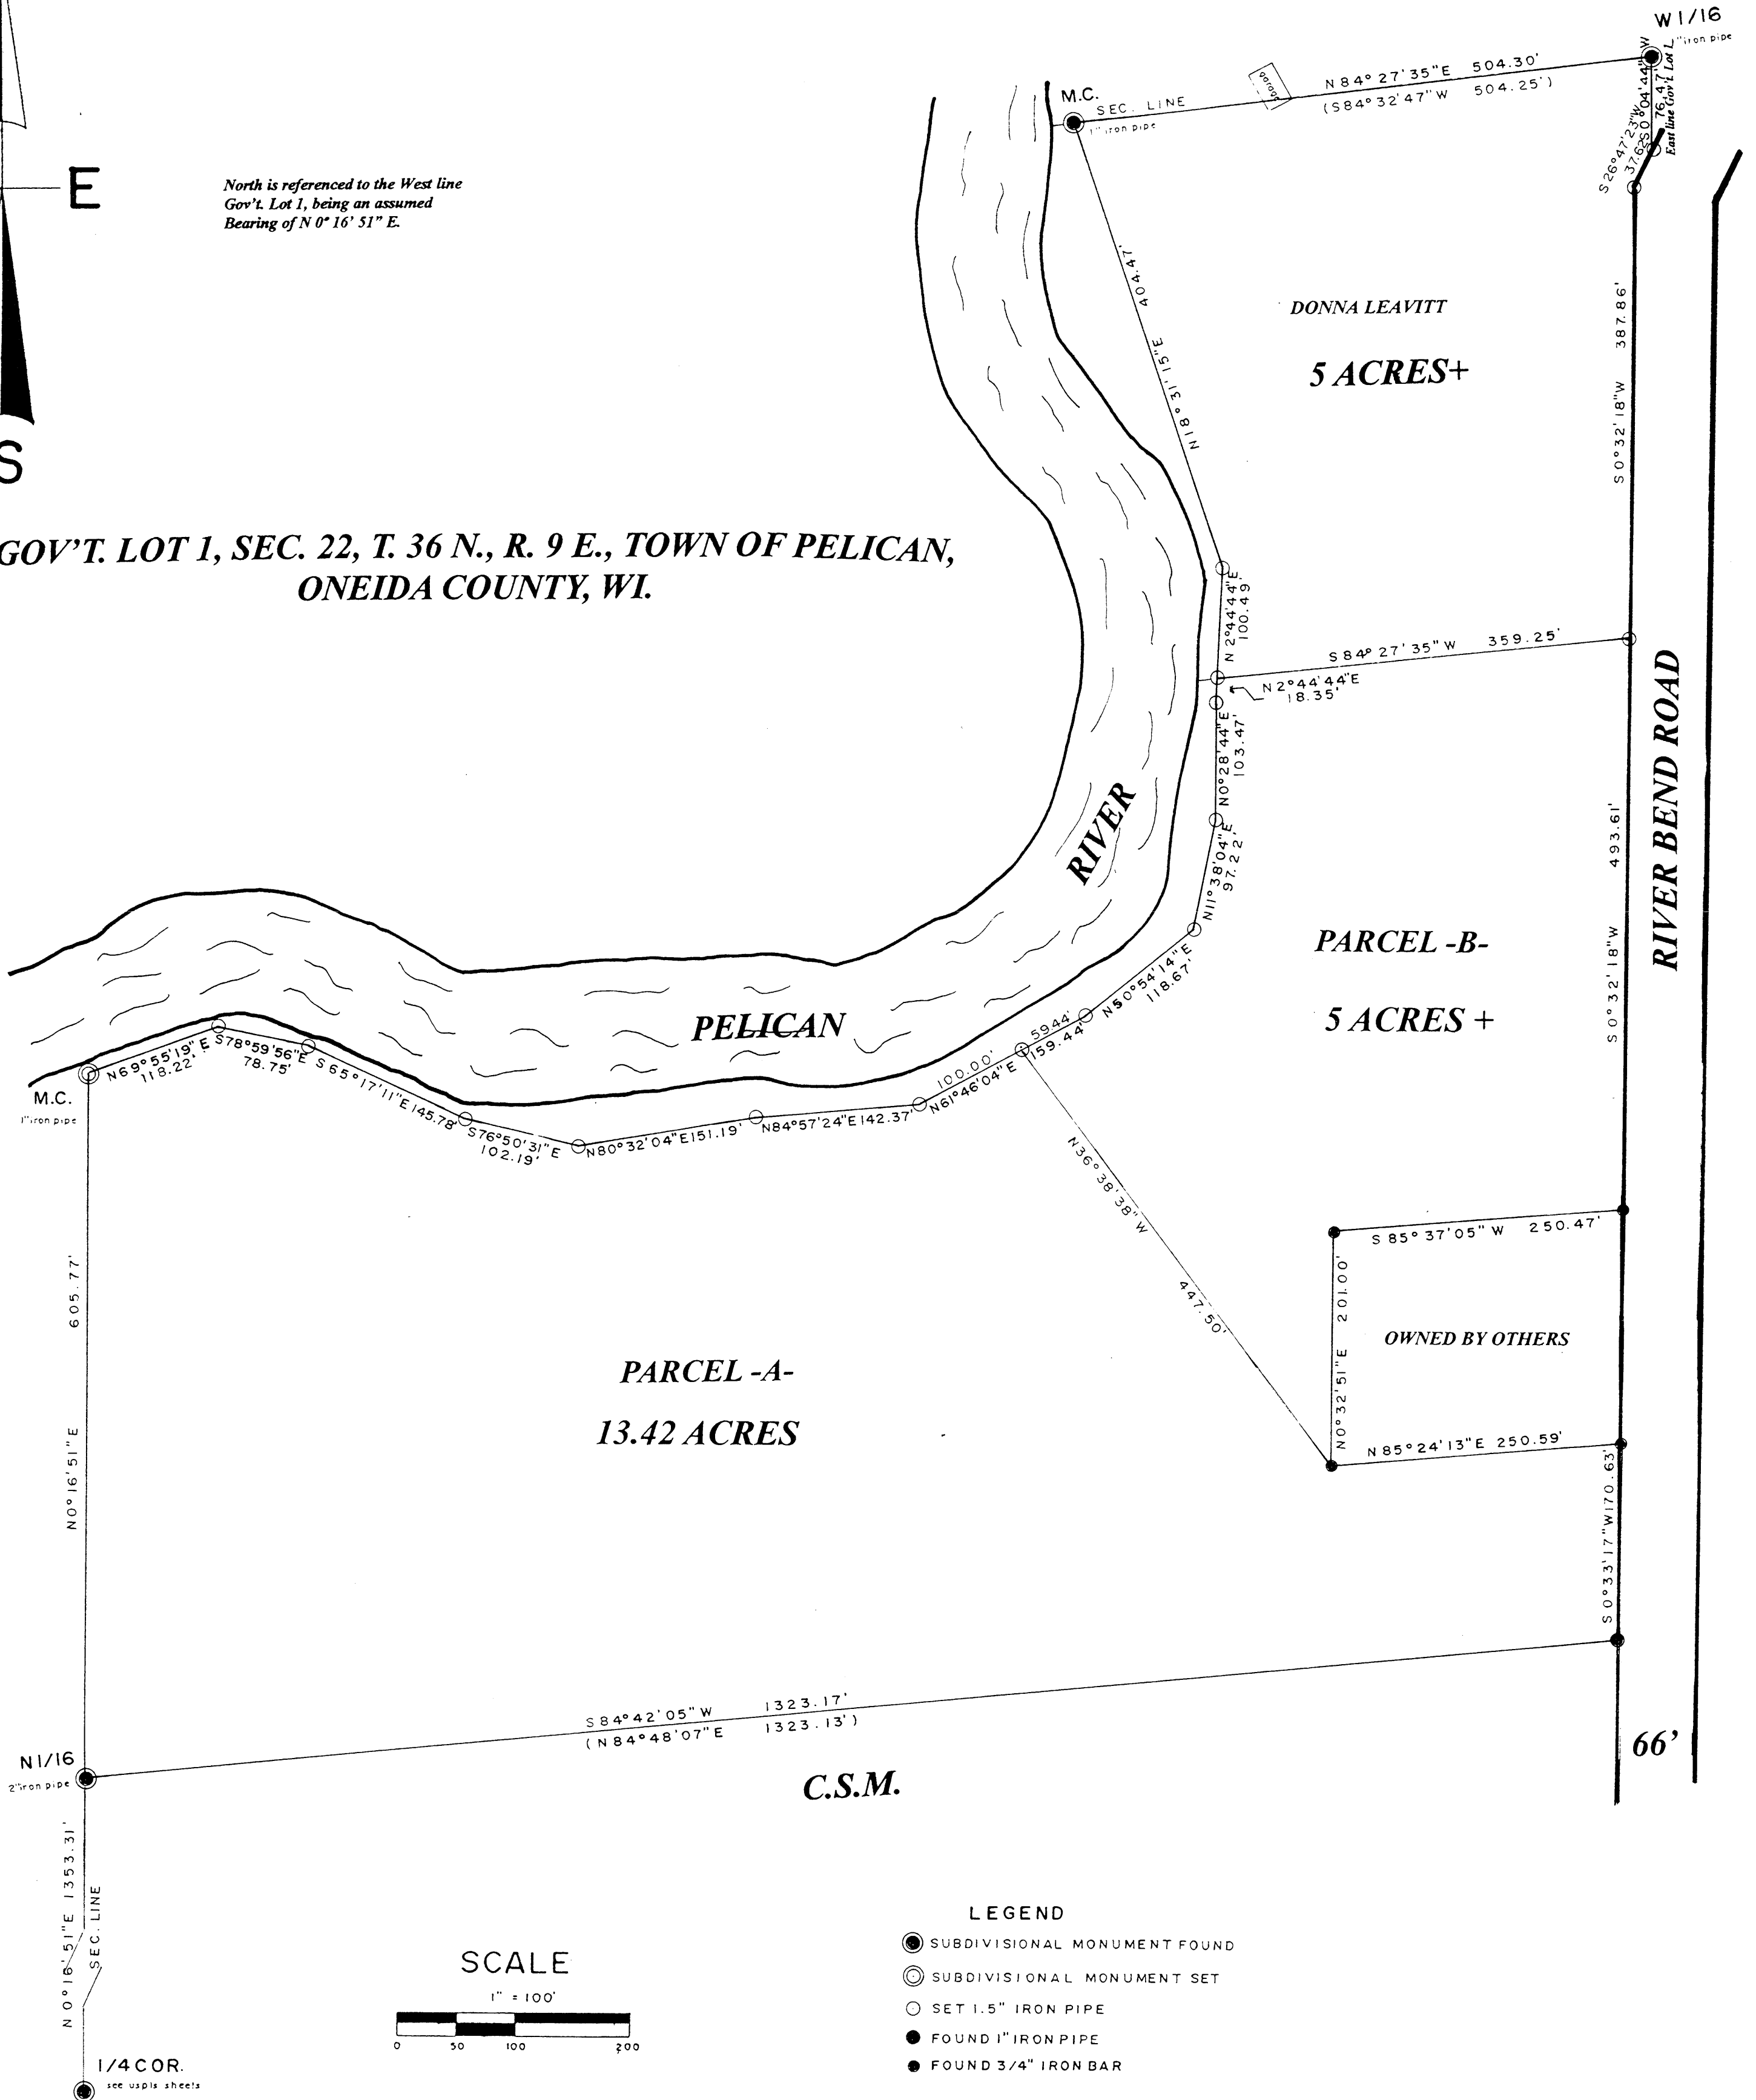 W 1/16
1" iron pipe
N 84° 27' 35" E 504.30'
(S 84° 32' 47" W 504.25')
garage
M.C.
SEC. LINE
1" iron pipe
S 0° 04' 44" W
76.47'
East line Gov't. Lot 1
S 26° 47' 23" W
37.62'
E
North is referenced to the West line
Gov't. Lot 1, being an assumed
Bearing of N 0° 16' 51" E.
S
N 18° 31' 15" E 404.47'
DONNA LEAVITT
5 ACRES+
S 0° 32' 18" W 387.86'
GOV'T. LOT 1, SEC. 22, T. 36 N., R. 9 E., TOWN OF PELICAN,
ONEIDA COUNTY, WI.
N 2° 44' 44" E
100.49'
S 84° 27' 35" W 359.25'
N 2° 44' 44" E
18.35'
N 0° 28' 44" E
103.47'
RIVER BEND ROAD
RIVER
N 11° 38' 04" E
97.22'
S 0° 32' 18" W 493.61'
PARCEL -B-
5 ACRES +
N 50° 54' 14" E
118.67'
PELICAN
59.44'
159.44'
100.00'
N 61° 46' 04" E
N 69° 55' 19" E
118.22'
S 78° 59' 56" E
78.75'
S 65° 17' 11" E 145.78'
S 76° 50' 31" E
102.19'
N 80° 32' 04" E 151.19'
N 84° 57' 24" E 142.37'
M.C.
1" iron pipe
N 36° 38' 38" W
447.50'
S 85° 37' 05" W 250.47'
N 0° 32' 51" E 201.00'
OWNED BY OTHERS
N 85° 24' 13" E 250.59'
N 0° 16' 51" E 605.77'
PARCEL -A-
13.42 ACRES
S 0° 33' 17" W 170.63'
S 84° 42' 05" W 1323.17'
(N 84° 48' 07" E 1323.13')
N 1/16
2" iron pipe
C.S.M.
66'
N 0° 16' 51" E 1353.31'
SEC. LINE
1/4 COR.
see uspls sheets
SCALE
1" = 100'
0 50 100 200
LEGEND
SUBDIVISIONAL MONUMENT FOUND
SUBDIVISIONAL MONUMENT SET
SET 1.5" IRON PIPE
FOUND 1" IRON PIPE
FOUND 3/4" IRON BAR